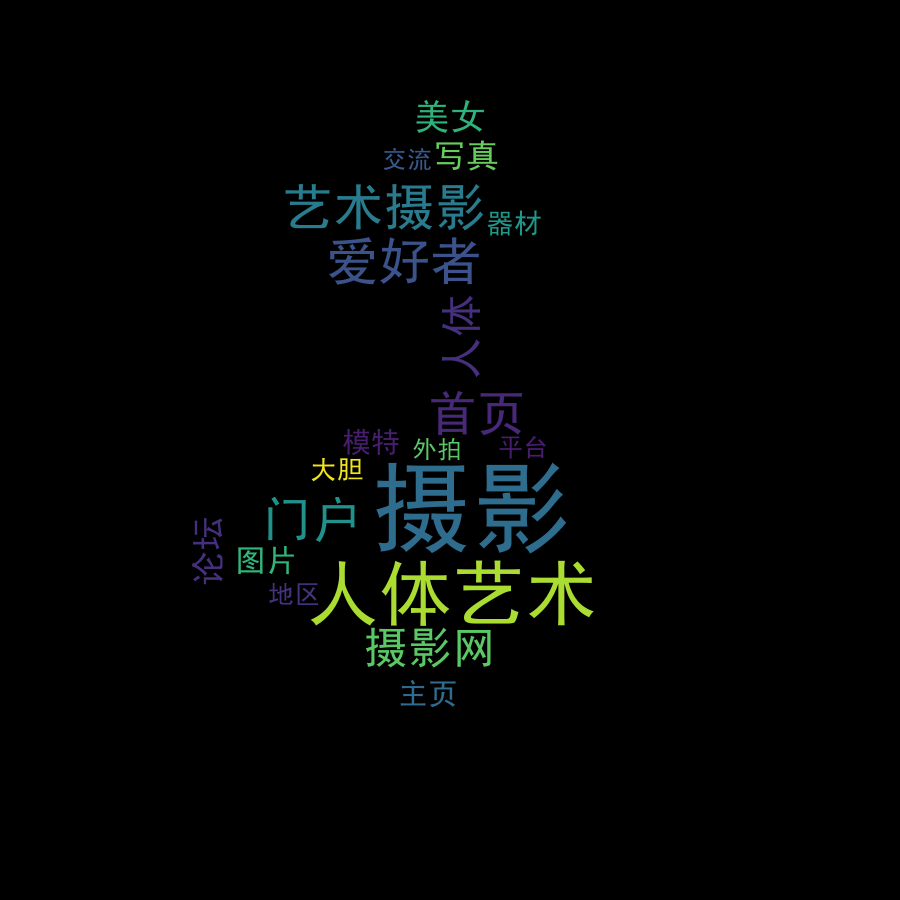 美女
交流
写真
艺术摄影
器材
爱好者
人体
首页
模特
外拍
平台
大胆
摄影
门户
论坛
图片
地区
人体艺术
摄影网
主页